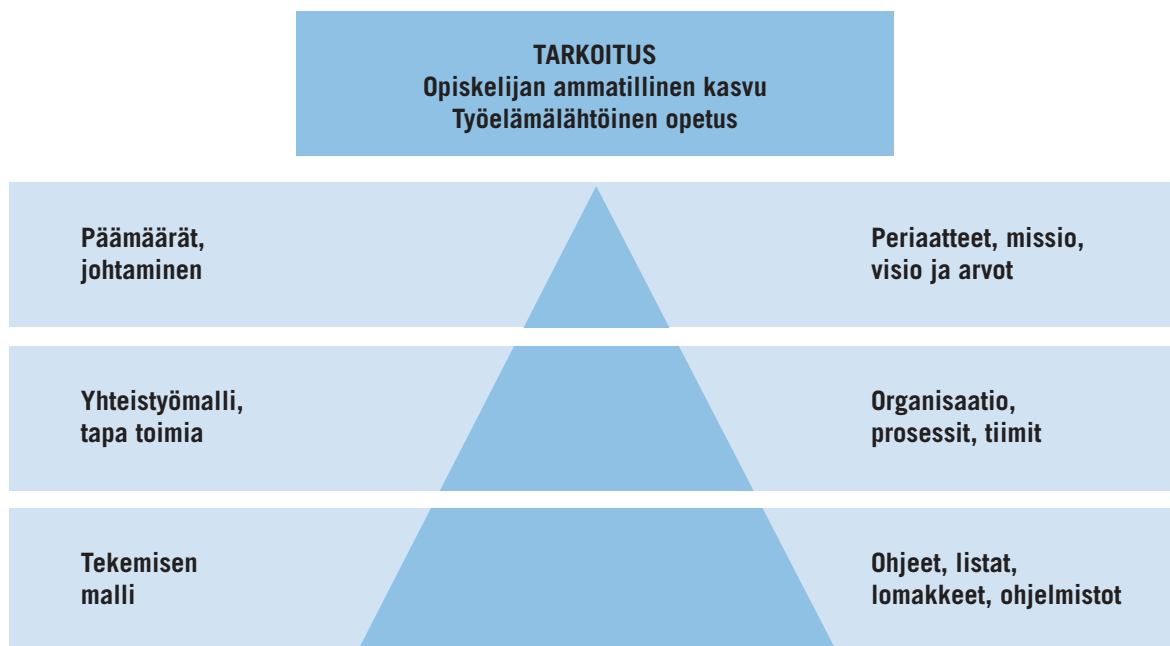 TARKOITUS
Opiskelijan ammatillinen kasvu
Työelämälähtöinen opetus
Päämäärät,
johtaminen
Periaatteet, missio,
visio ja arvot
Yhteistyömalli,
tapa toimia
Organisaatio,
prosessit, tiimit
Tekemisen
malli
Ohjeet, listat,
lomakkeet, ohjelmistot